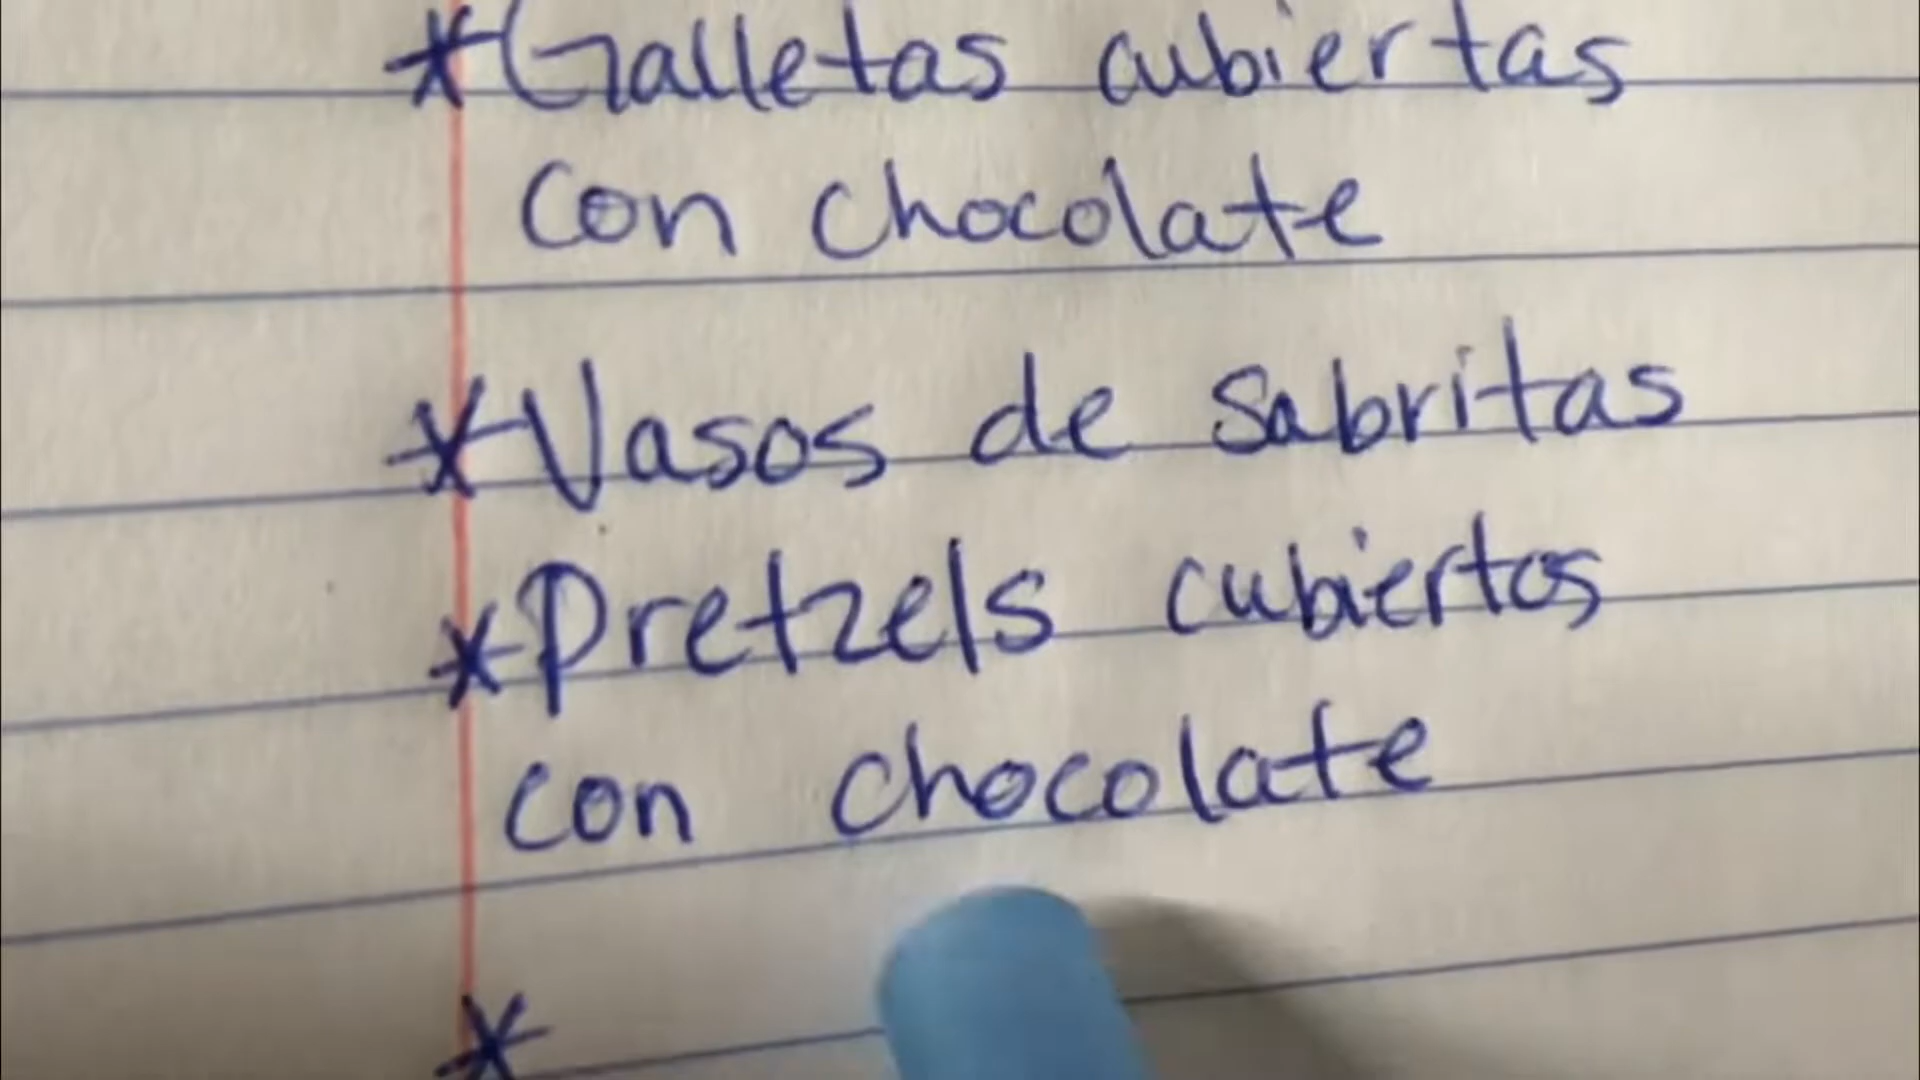 *Galletas cubiertas
con chocolate
*Vasos de Sabritas
*Pretzels cubiertos
con chocolate
*